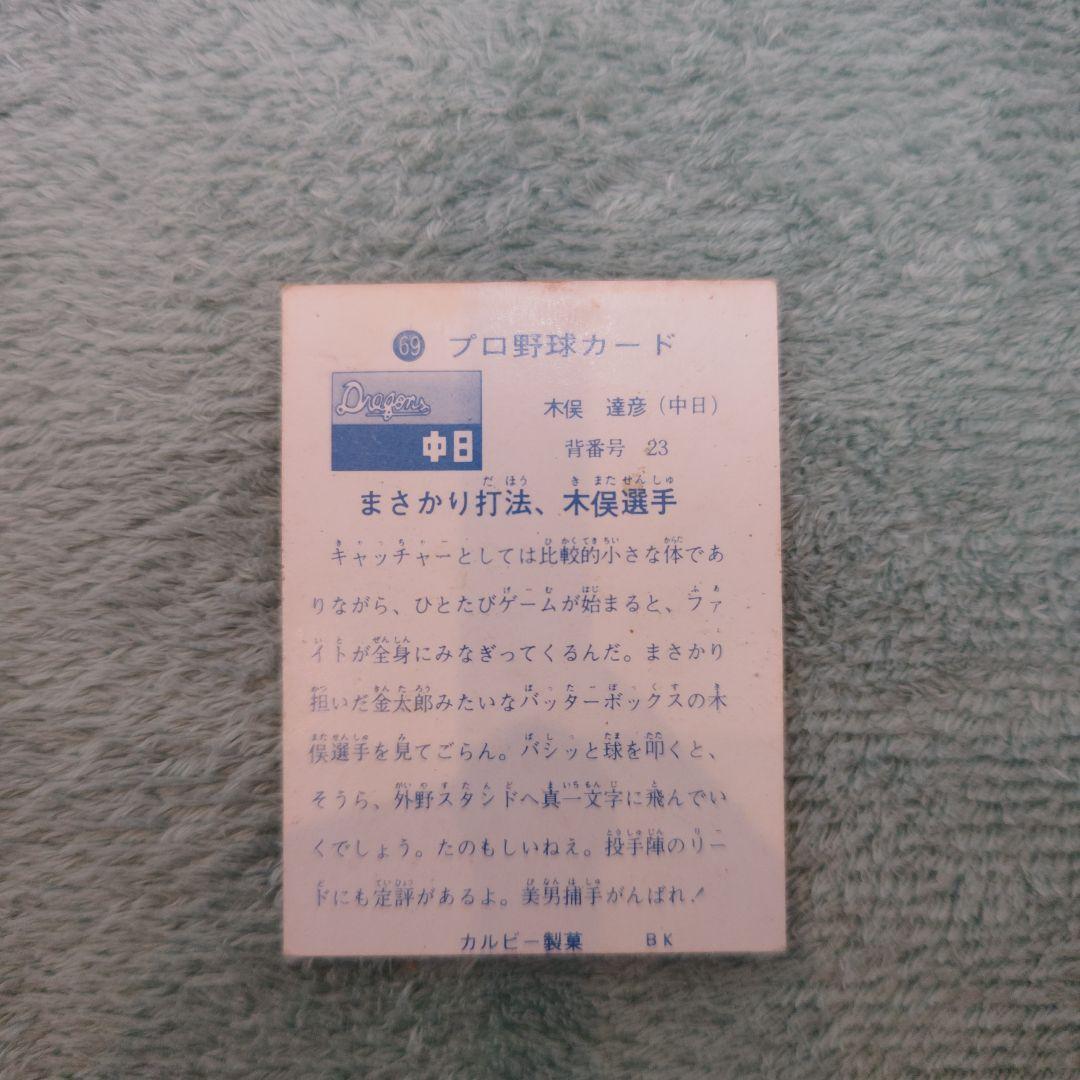 69 プロ野球カード
Dragons
中日
木俣 達彦(中日)
背番号 23
まさかり打法、木俣選手
キャッチャーとしては比較的小さな体であ
りながら、ひとたびゲームが始まると、ファ
イトが全身にみなぎってくるんだ。まさかり
担いだ金太郎みたいなバッターボックスの木
俣選手を見てごらん。バシッと球を叩くと、
そうら、外野スタンドへ真一文字に飛んでい
くでしょう。たのもしいねえ。投手陣のリー
ドにも定評があるよ。美男捕手がんばれ!
カルビー製菓 BK